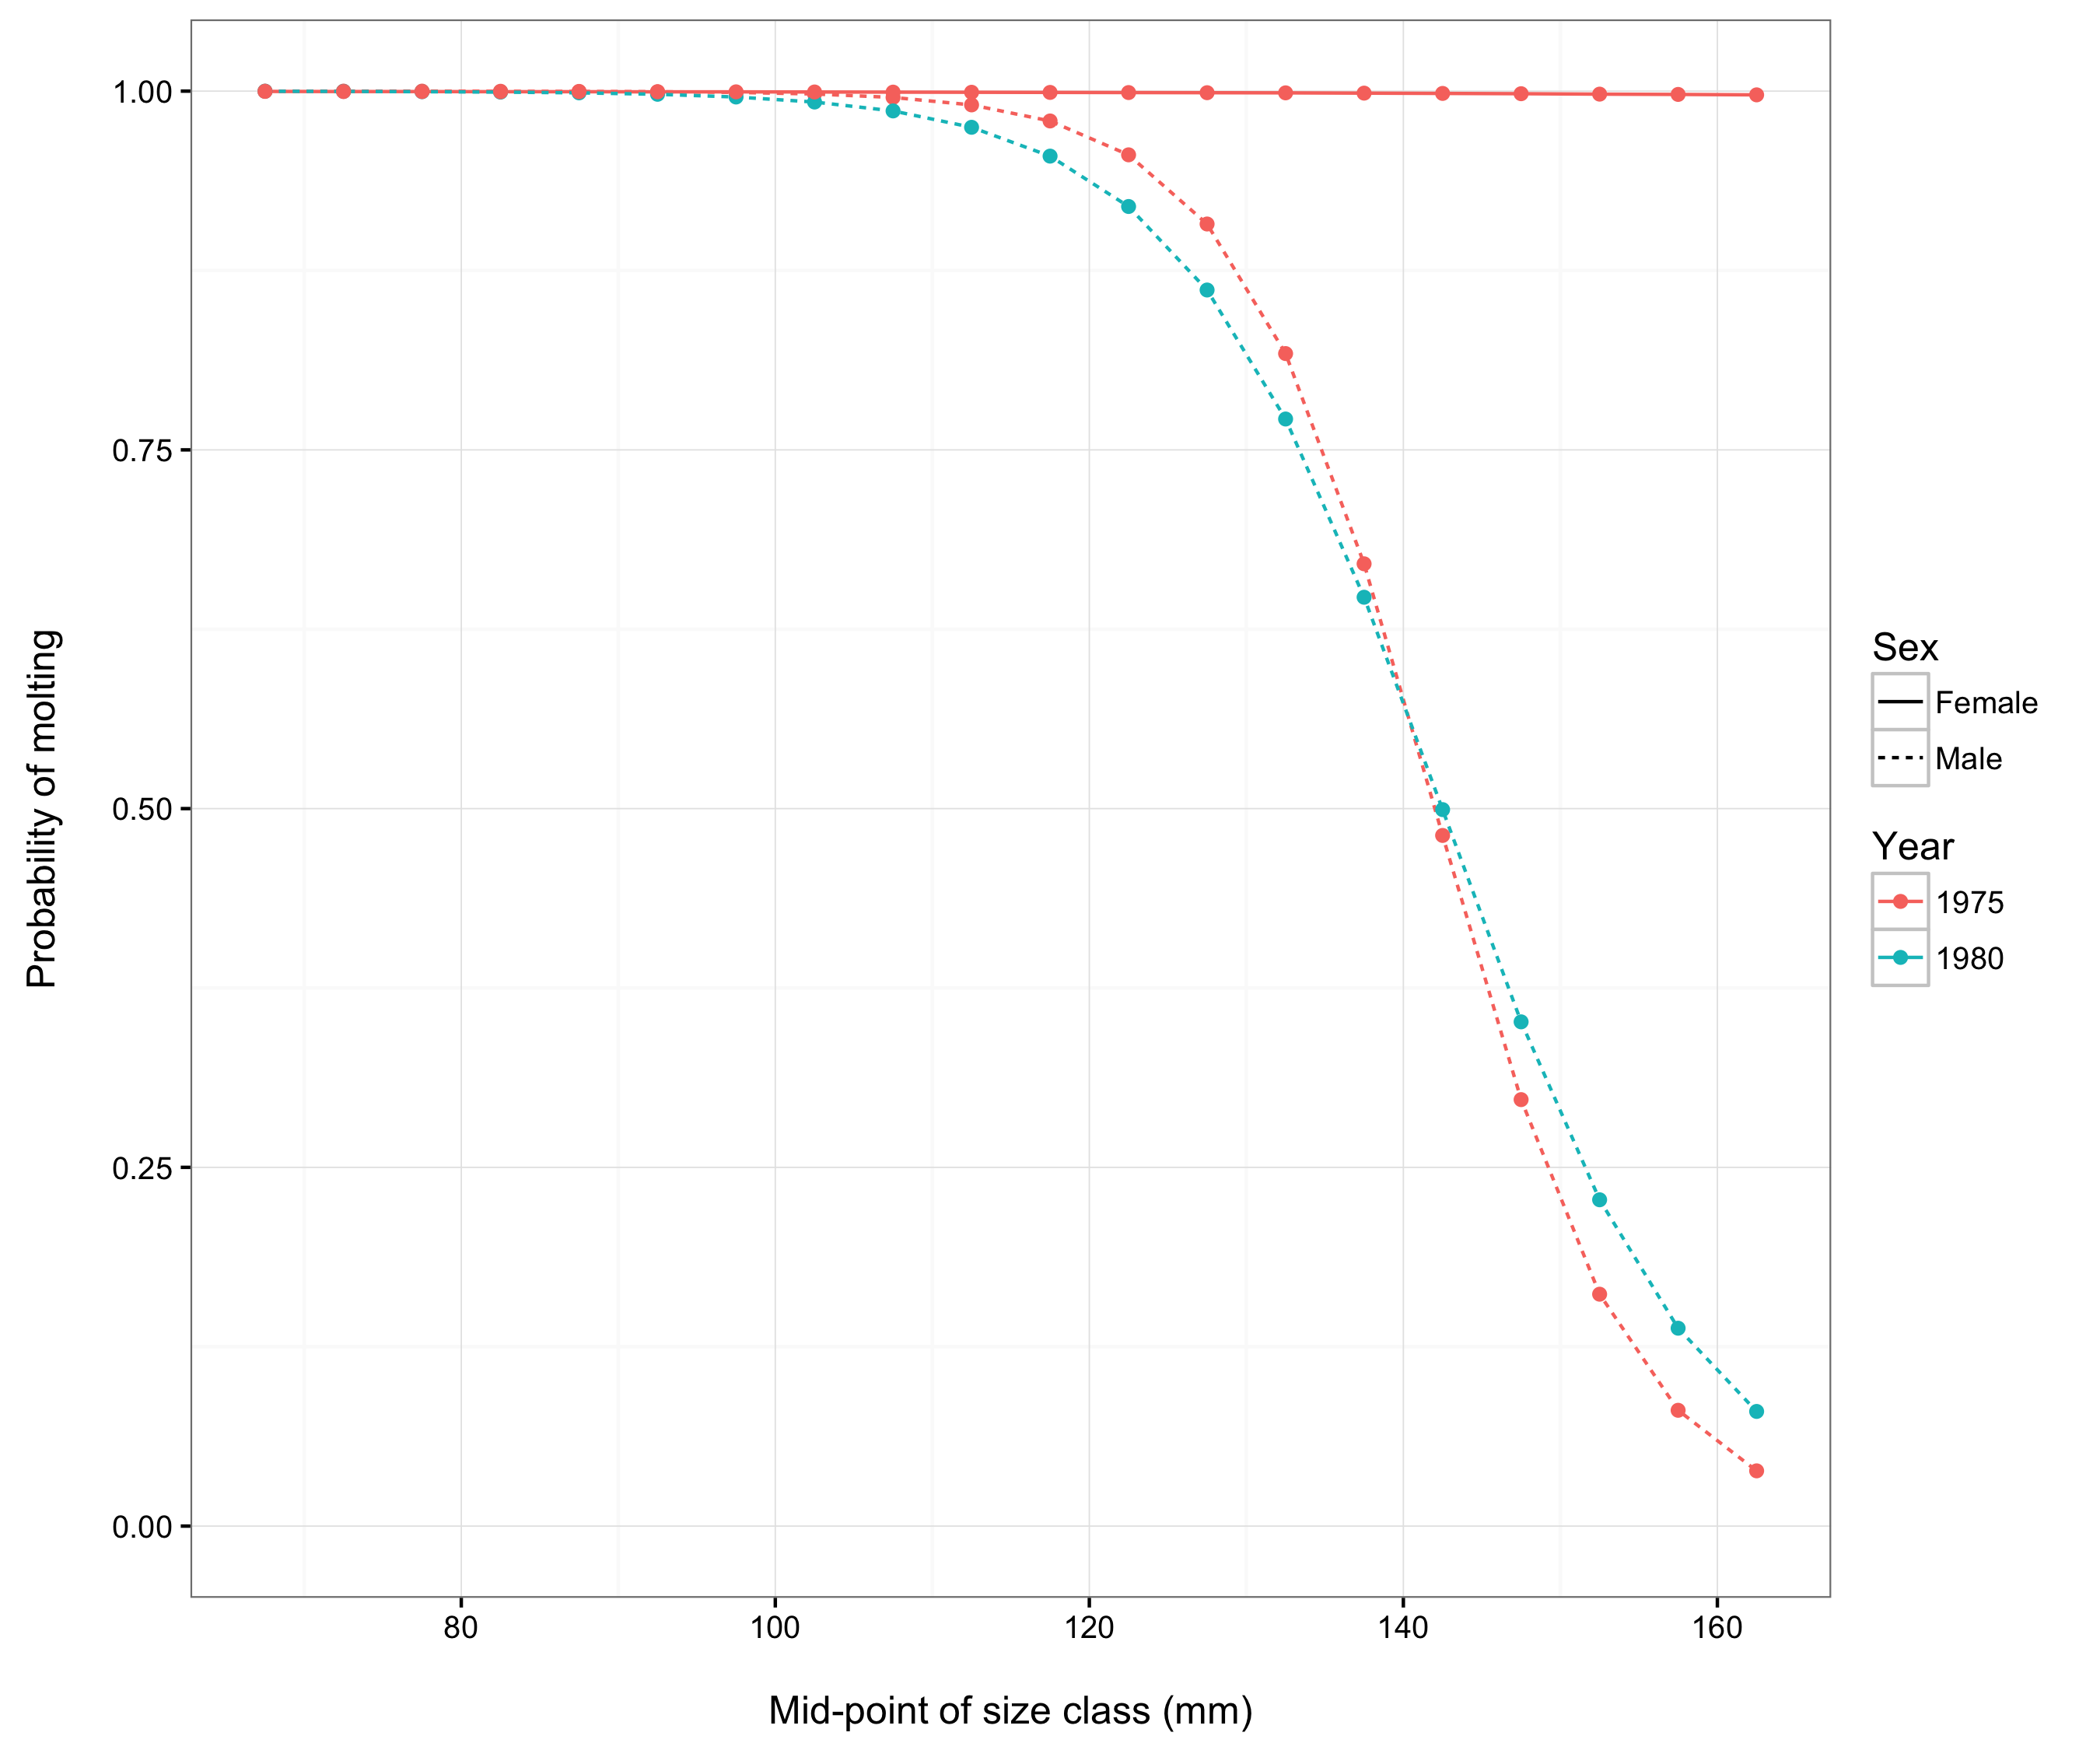 1.00
0.75
0.50
0.25
0.00
Probability of molting
80 100 120 140 160
Mid-point of size class (mm)
Sex
Female
Male
Year
1975
1980